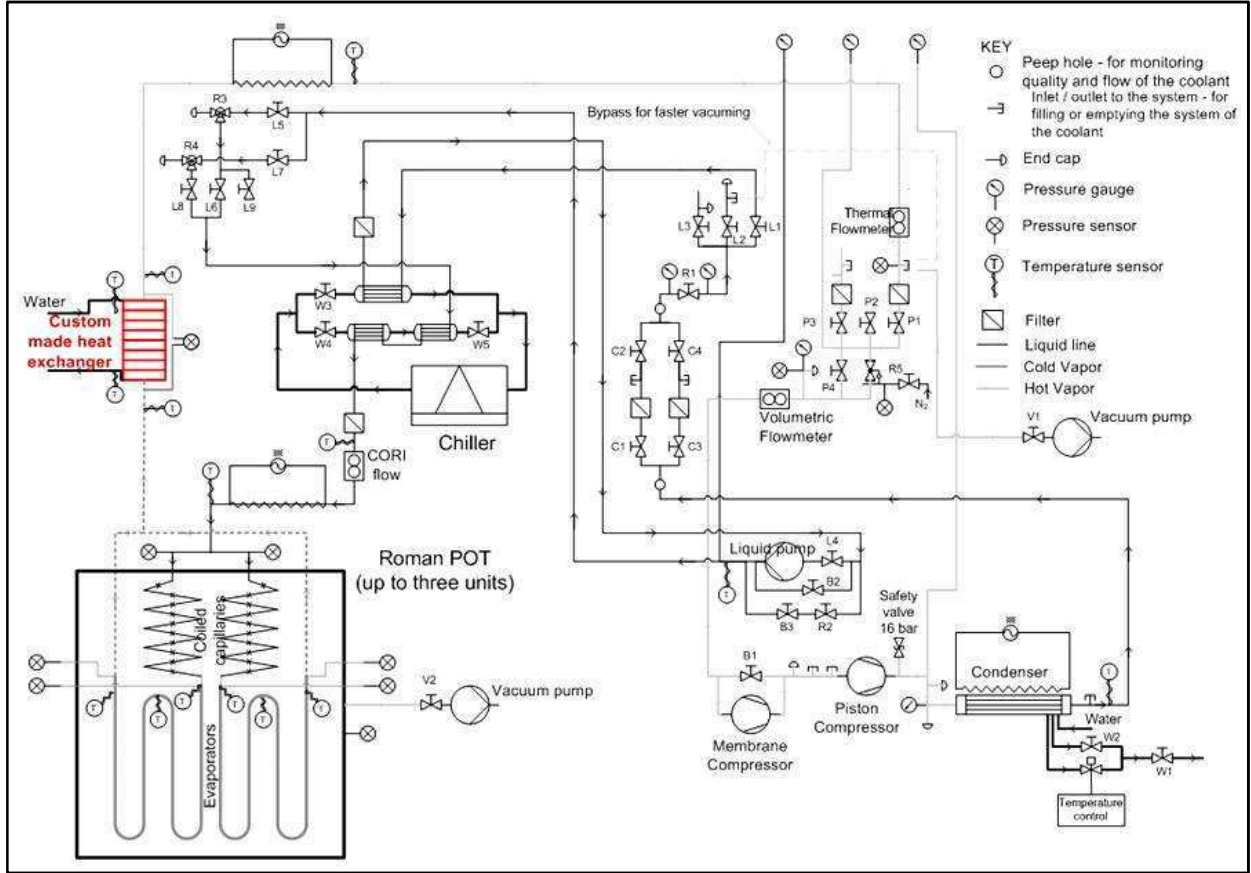 T
R3
L5
R4
L7
L8
L6
L9
Bypass for faster vacuming
L3
L2
L1
R1
Thermal
Flowmeter
P3
P2
P1
P4
R5
N₂
Volumetric
Flowmeter
V1
Vacuum pump
KEY
Peep hole - for monitoring
quality and flow of the coolant
Inlet / outlet to the system - for
filling or emptying the system of
the coolant
End cap
Pressure gauge
Pressure sensor
T
Temperature sensor
Filter
Liquid line
Cold Vapor
Hot Vapor
Water
Custom
made heat
exchanger
T
T
T
T
W3
W4
W5
Chiller
C2
C4
C1
C3
T
CORI
flow
T
Roman POT
(up to three units)
Coiled
capillaries
Evaporators
T
T
T
T
T
T
V2
Vacuum pump
Liquid pump
L4
B2
B3
R2
T
B1
Membrane
Compressor
Piston
Compressor
Safety
valve
16 bar
Condenser
T
Water
W2
W1
Temperature
control